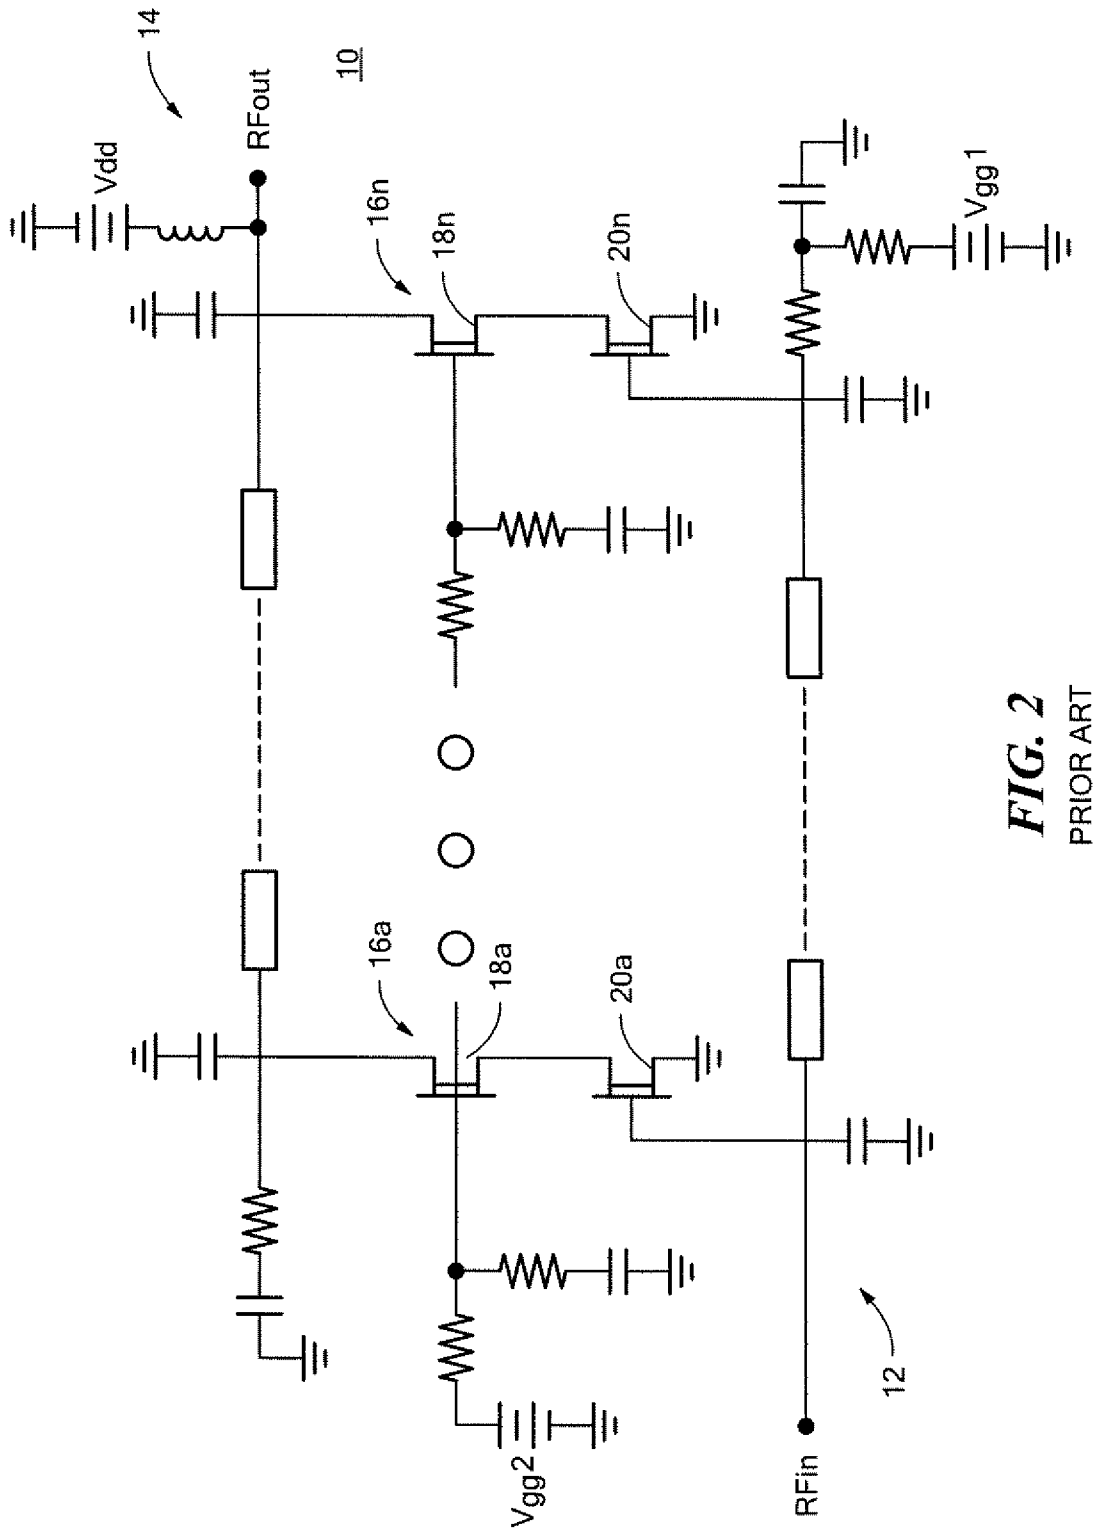 14
10
Vdd
RFout
16n
18n
20n
Vgg1
16a
18a
20a
Vgg2
12
RFin
FIG. 2
PRIOR ART